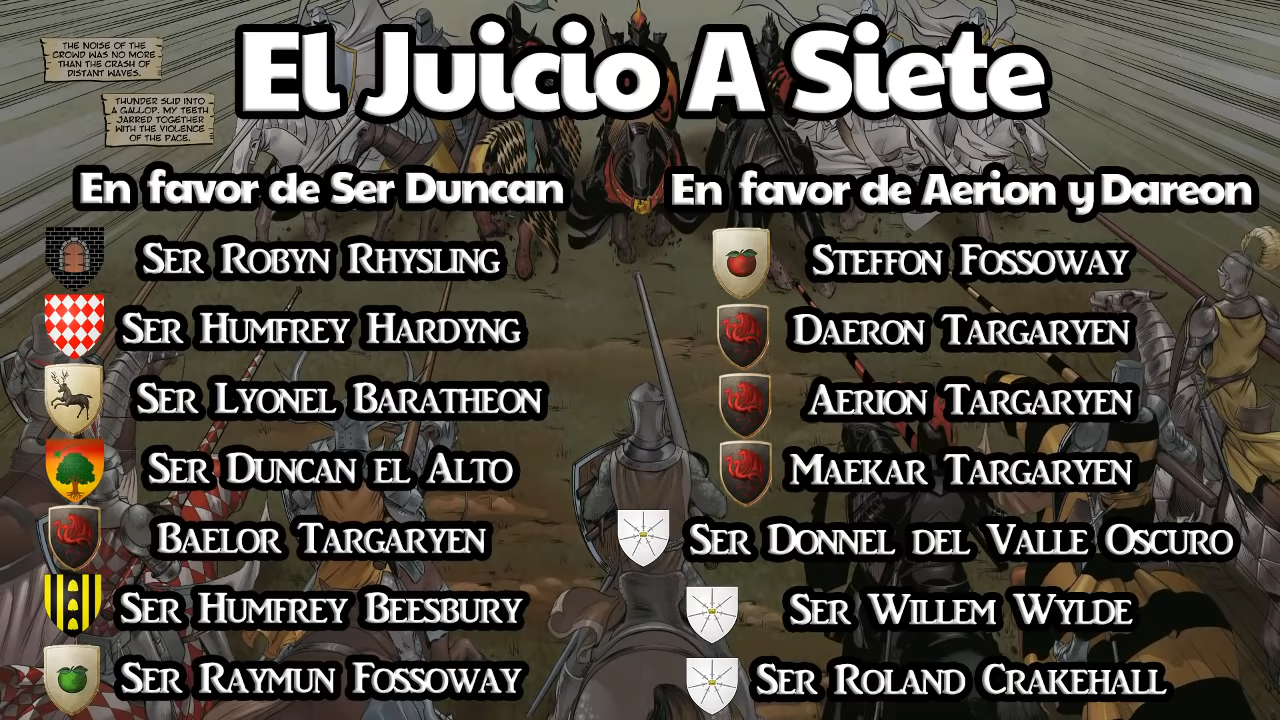 El Juicio A Siete
THE NOISE OF THE
CROWD WAS NO MORE
THAN THE CRASH OF
DISTANT WAVES.
THUNDER SLID INTO
A GALLOP. MY TEETH
JARRED TOGETHER
WITH THE VIOLENCE
OF THE PACE.
En favor de Ser Duncan
Ser Robyn Rhysling
Ser Humfrey Hardyng
Ser Lyonel Baratheon
Ser Duncan el Alto
Baelor Targaryen
Ser Humfrey Beesbury
Ser Raymun Fossoway
En favor de Aerion y Dareon
Steffon Fossoway
Daeron Targaryen
Aerion Targaryen
Maekar Targaryen
Ser Donnel del Valle Oscuro
Ser Willem Wylde
Ser Roland Crakehall